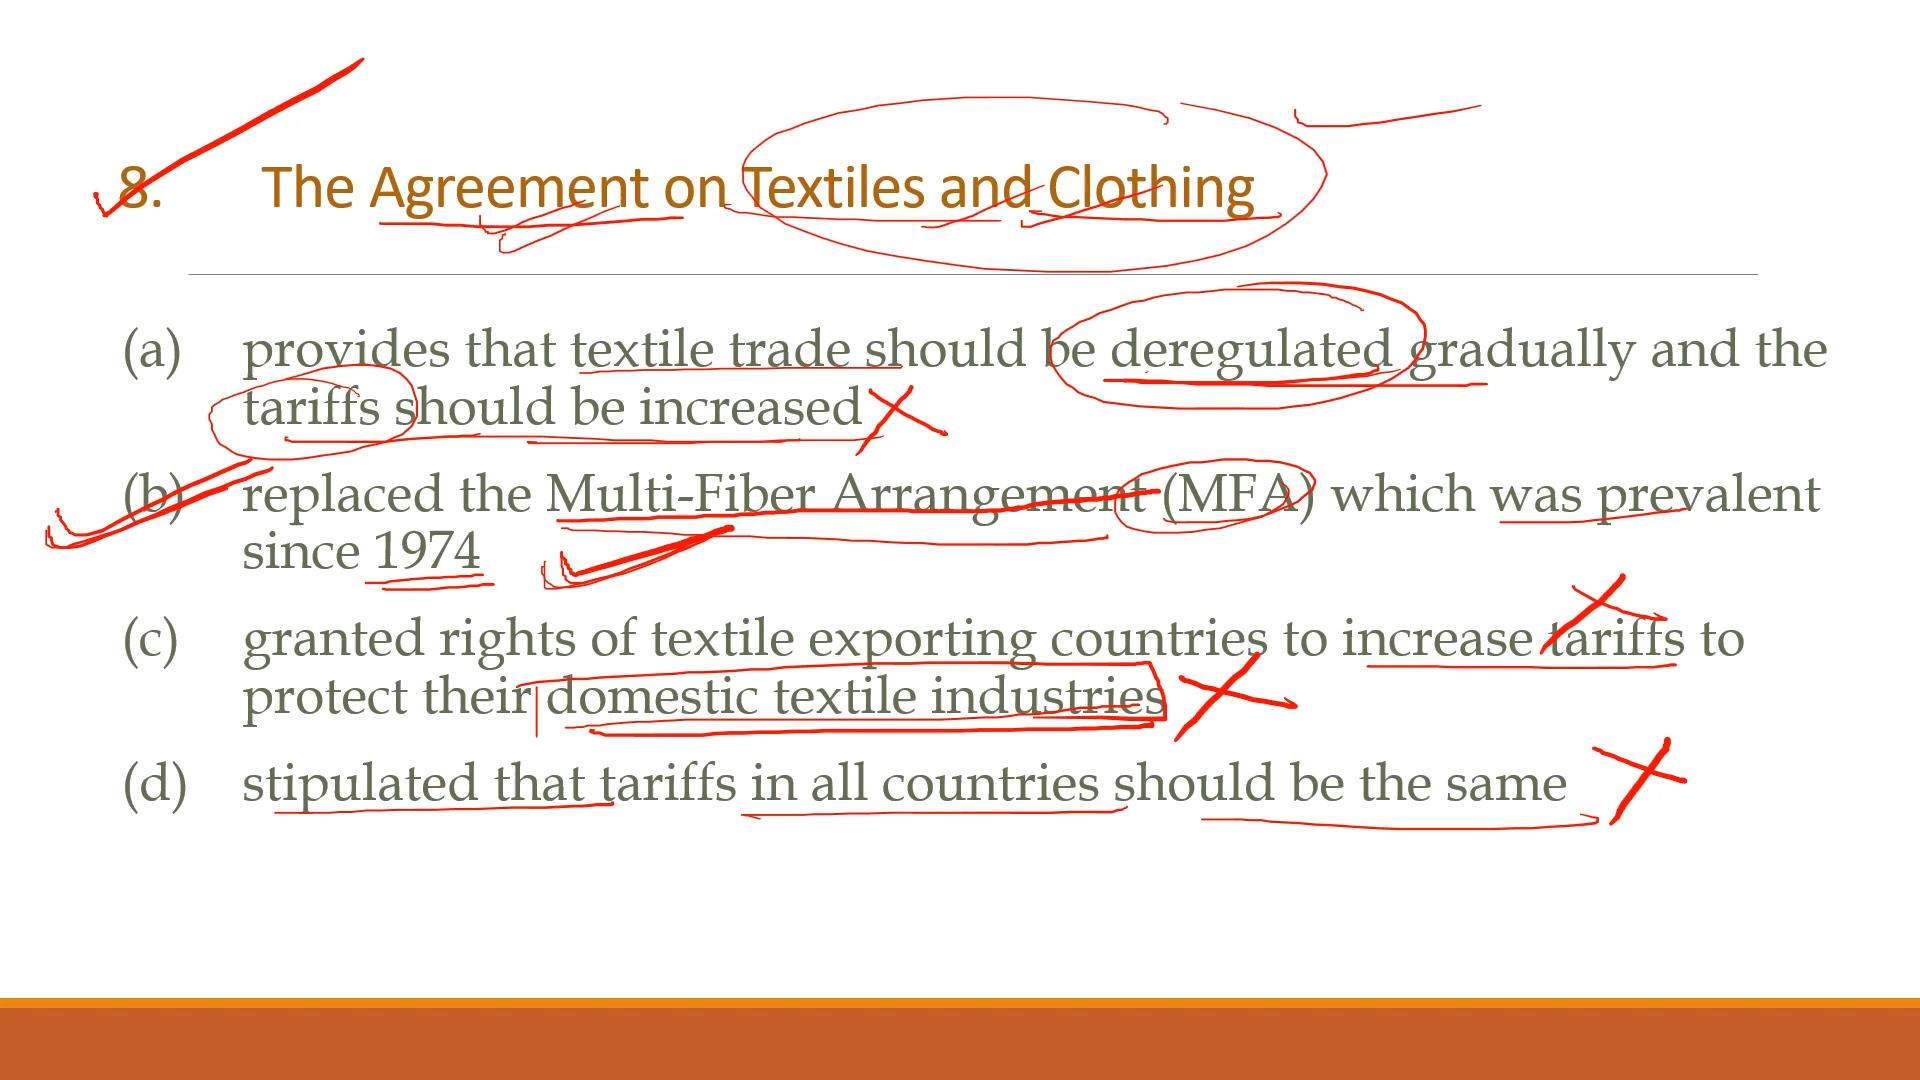 8. The Agreement on Textiles and Clothing
(a) provides that textile trade should be deregulated gradually and the
tariffs should be increased
(b) replaced the Multi-Fiber Arrangement (MFA) which was prevalent
since 1974
(c) granted rights of textile exporting countries to increase tariffs to
protect their domestic textile industries
(d) stipulated that tariffs in all countries should be the same